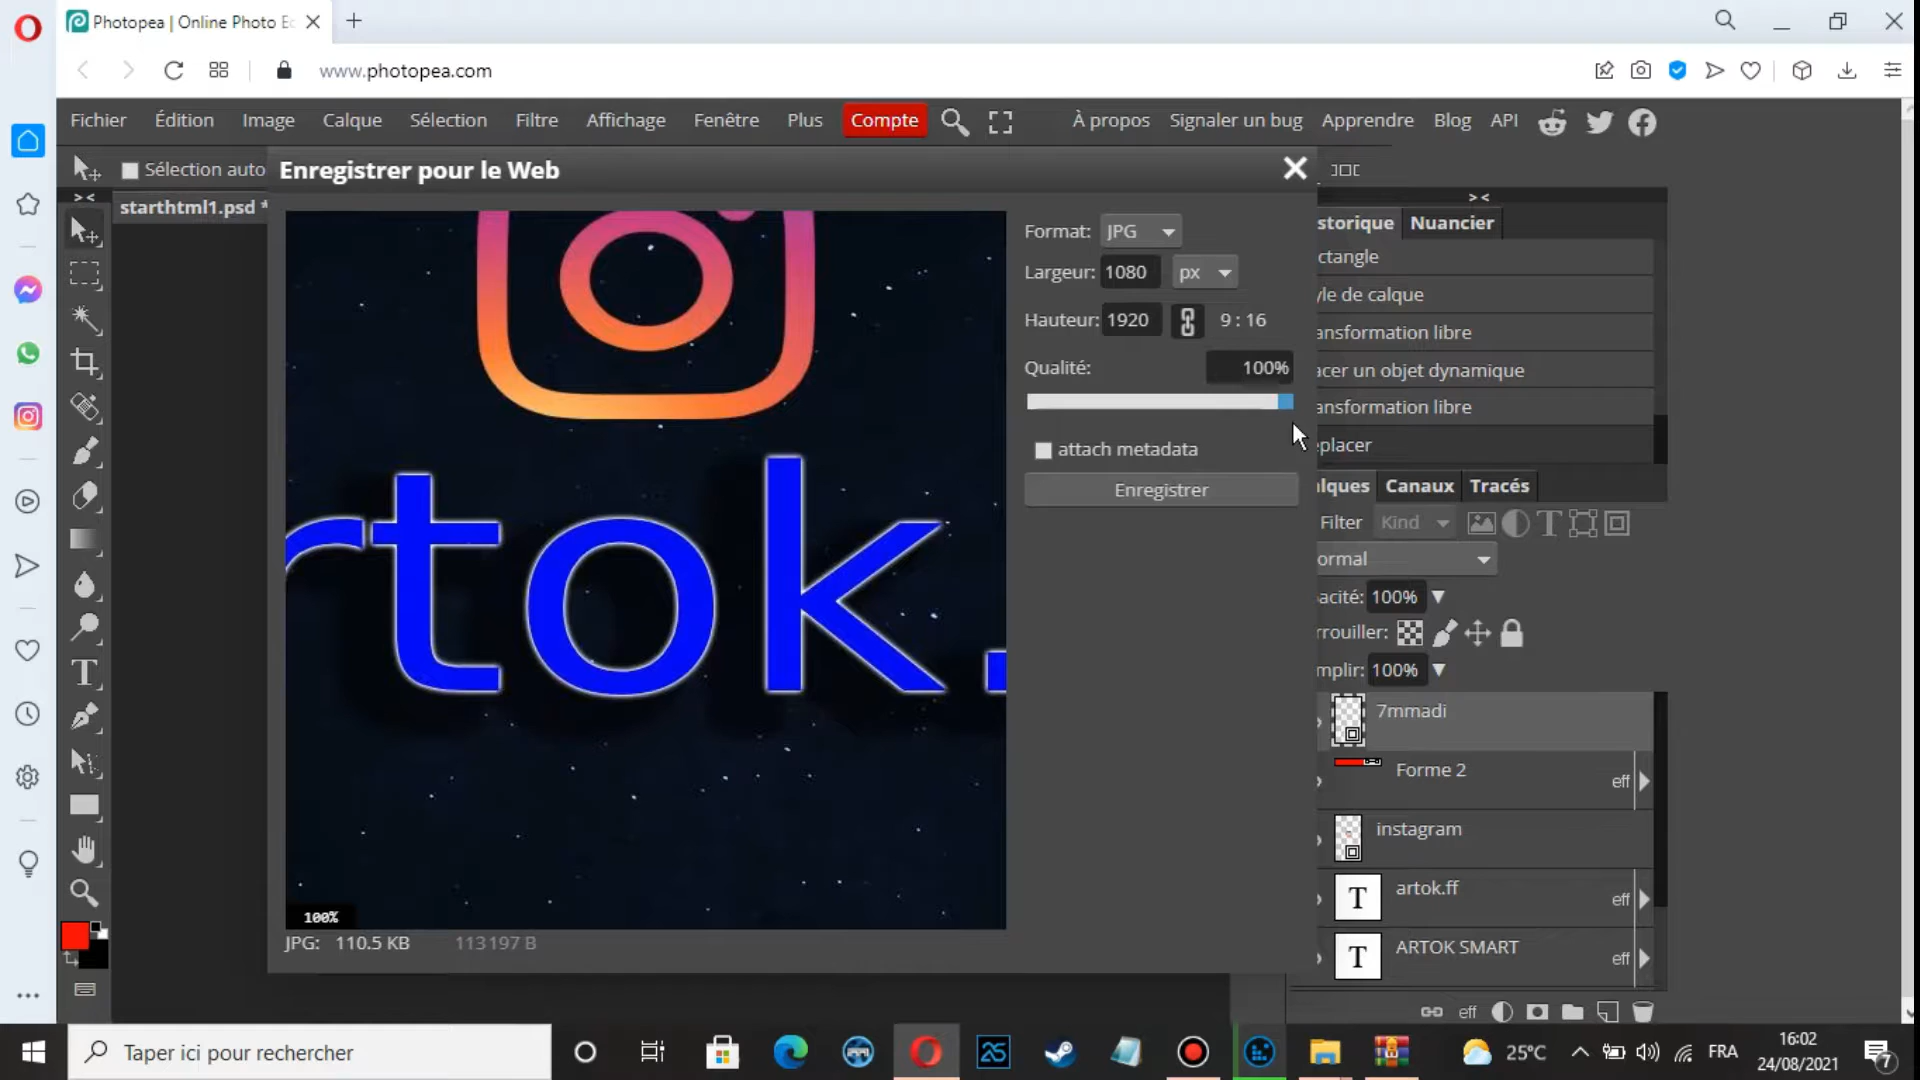 Photopea | Online Photo E
www.photopea.com
Fichier Édition Image Calque Sélection Filtre Affichage Fenêtre Plus Compte À propos Signaler un bug Apprendre Blog API
Sélection auto
Enregistrer pour le Web
starthtml1.psd *
rtok.
100%
JPG: 110.5 KB 113197 B
Format: JPG
Largeur: 1080 px
Hauteur: 1920 9 : 16
Qualité: 100%
attach metadata
Enregistrer
storique Nuancier
ctangle
yle de calque
ansformation libre
acer un objet dynamique
ansformation libre
eplacer
lques Canaux Tracés
Filter Kind
ormal
acité: 100%
rrouiller:
mplir: 100%
7mmadi
Forme 2
eff
instagram
T artok.ff
eff
T ARTOK SMART
eff
eff
Taper ici pour rechercher
25
25°C
FRA
16:02
24/08/2021
7